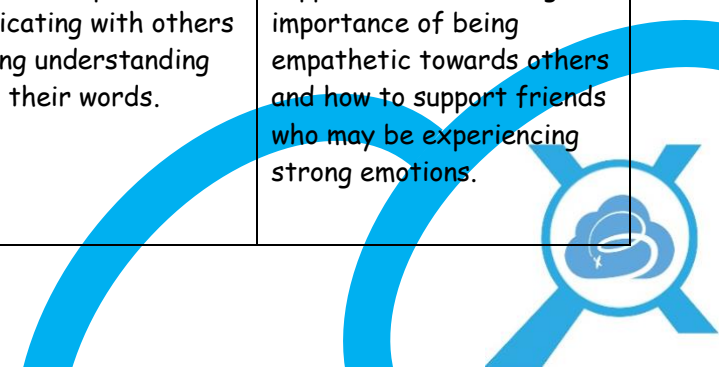 icating with others
ng understanding
their words.
importance of being
empathetic towards others
and how to support friends
who may be experiencing
strong emotions.